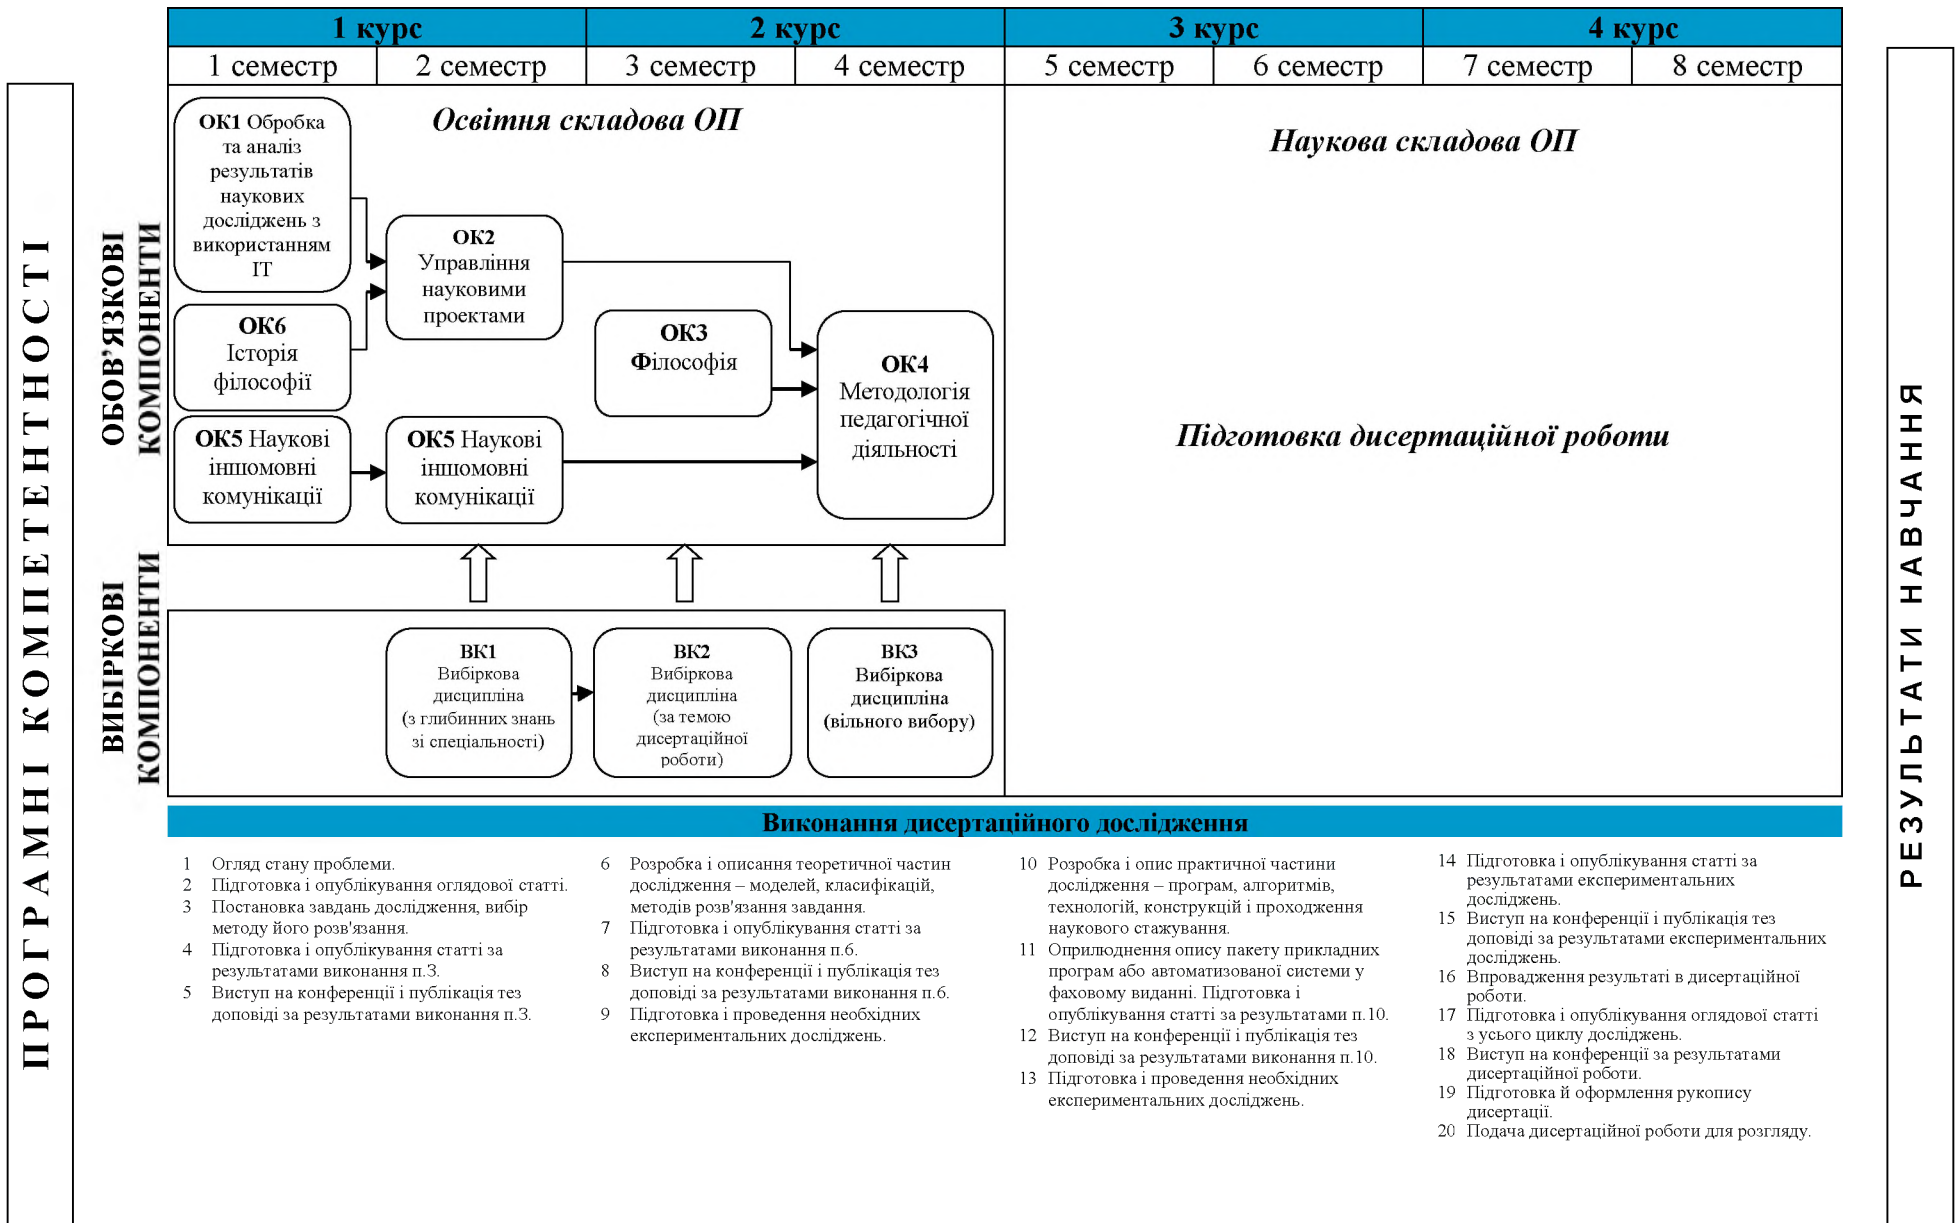 1 курс
2 курс
3 курс
4 курс
1 семестр
2 семестр
3 семестр
4 семестр
5 семестр
6 семестр
7 семестр
8 семестр
ПРОГРАМНІ КОМПЕТЕНТНОСТІ
ОБОВ’ЯЗКОВІ
КОМПОНЕНТИ
Освітня складова ОП
ОК1 Обробка
та аналіз
результатів
наукових
досліджень з
використанням
ІТ
ОК6
Історія
філософії
ОК5 Наукові
іншомовні
комунікації
ОК2
Управління
науковими
проектами
ОК5 Наукові
іншомовні
комунікації
ОК3
Філософія
ОК4
Методологія
педагогічної
діяльності
Наукова складова ОП
Підготовка дисертаційної роботи
ВИБІРКОВІ
КОМПОНЕНТИ
ВК1
Вибіркова
дисципліна
(з глибинних знань
зі спеціальності)
ВК2
Вибіркова
дисципліна
(за темою
дисертаційної
роботи)
ВК3
Вибіркова
дисципліна
(вільного вибору)
РЕЗУЛЬТАТИ НАВЧАННЯ
Виконання дисертаційного дослідження
1 Огляд стану проблеми.
2 Підготовка і опублікування оглядової статті.
3 Постановка завдань дослідження, вибір
методу його розв'язання.
4 Підготовка і опублікування статті за
результатами виконання п.3.
5 Виступ на конференції і публікація тез
доповіді за результатами виконання п.3.
6 Розробка і описання теоретичної частин
дослідження – моделей, класифікацій,
методів розв'язання завдання.
7 Підготовка і опублікування статті за
результатами виконання п.6.
8 Виступ на конференції і публікація тез
доповіді за результатами виконання п.6.
9 Підготовка і проведення необхідних
експериментальних досліджень.
10 Розробка і опис практичної частини
дослідження – програм, алгоритмів,
технологій, конструкцій і проходження
наукового стажування.
11 Оприлюднення опису пакету прикладних
програм або автоматизованої системи у
фаховому виданні. Підготовка і
опублікування статті за результатами п.10.
12 Виступ на конференції і публікація тез
доповіді за результатами виконання п.10.
13 Підготовка і проведення необхідних
експериментальних досліджень.
14 Підготовка і опублікування статті за
результатами експериментальних
досліджень.
15 Виступ на конференції і публікація тез
доповіді за результатами експериментальних
досліджень.
16 Впровадження результаті в дисертаційної
роботи.
17 Підготовка і опублікування оглядової статті
з усього циклу досліджень.
18 Виступ на конференції за результатами
дисертаційної роботи.
19 Підготовка й оформлення рукопису
дисертації.
20 Подача дисертаційної роботи для розгляду.